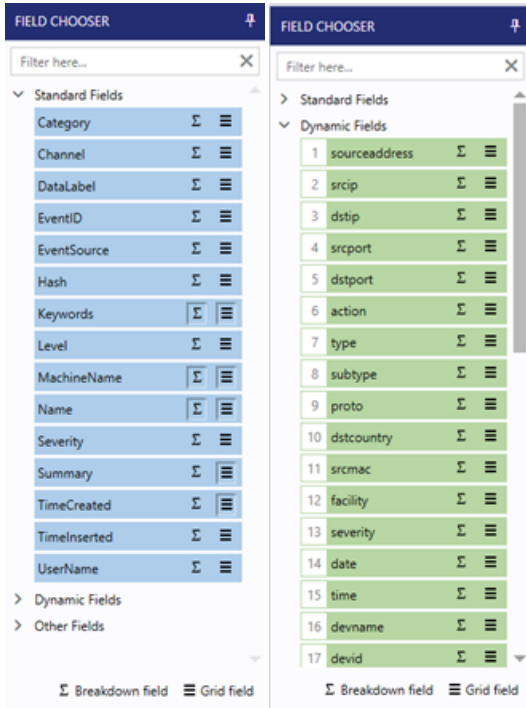 FIELD CHOOSER
Filter here...
Standard Fields
Category Σ
Channel Σ
DataLabel Σ
EventID Σ
EventSource Σ
Hash Σ
Keywords Σ
Level Σ
MachineName Σ
Name Σ
Severity Σ
Summary Σ
TimeCreated Σ
TimeInserted Σ
UserName Σ
Dynamic Fields
Other Fields
Σ Breakdown field Grid field
FIELD CHOOSER
Filter here...
Standard Fields
Dynamic Fields
1 sourceaddress Σ
2 srcip Σ
3 dstip Σ
4 srcport Σ
5 dstport Σ
6 action Σ
7 type Σ
8 subtype Σ
9 proto Σ
10 dstcountry Σ
11 srcmac Σ
12 facility Σ
13 severity Σ
14 date Σ
15 time Σ
16 devname Σ
17 devid Σ
Σ Breakdown field Grid field